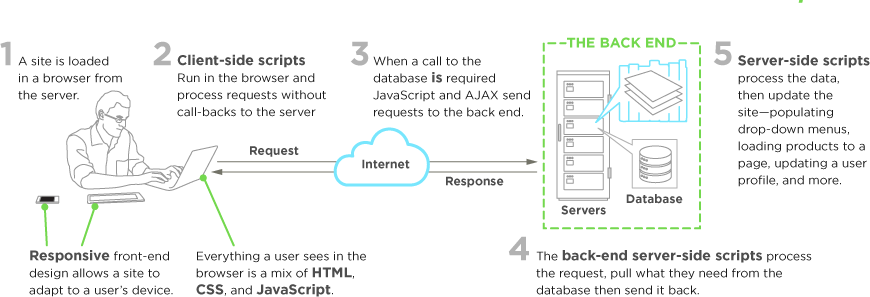 1 A site is loaded
in a browser from
the server.
2 Client-side scripts
Run in the browser and
process requests without
call-backs to the server
3 When a call to the
database is required
JavaScript and AJAX send
requests to the back end.
THE BACK END
Servers
Database
5 Server-side scripts
process the data,
then update the
site—populating
drop-down menus,
loading products to a
page, updating a user
profile, and more.
Request
Internet
Response
Responsive front-end
design allows a site to
adapt to a user’s device.
Everything a user sees in the
browser is a mix of HTML,
CSS, and JavaScript.
4 The back-end server-side scripts process
the request, pull what they need from the
database then send it back.